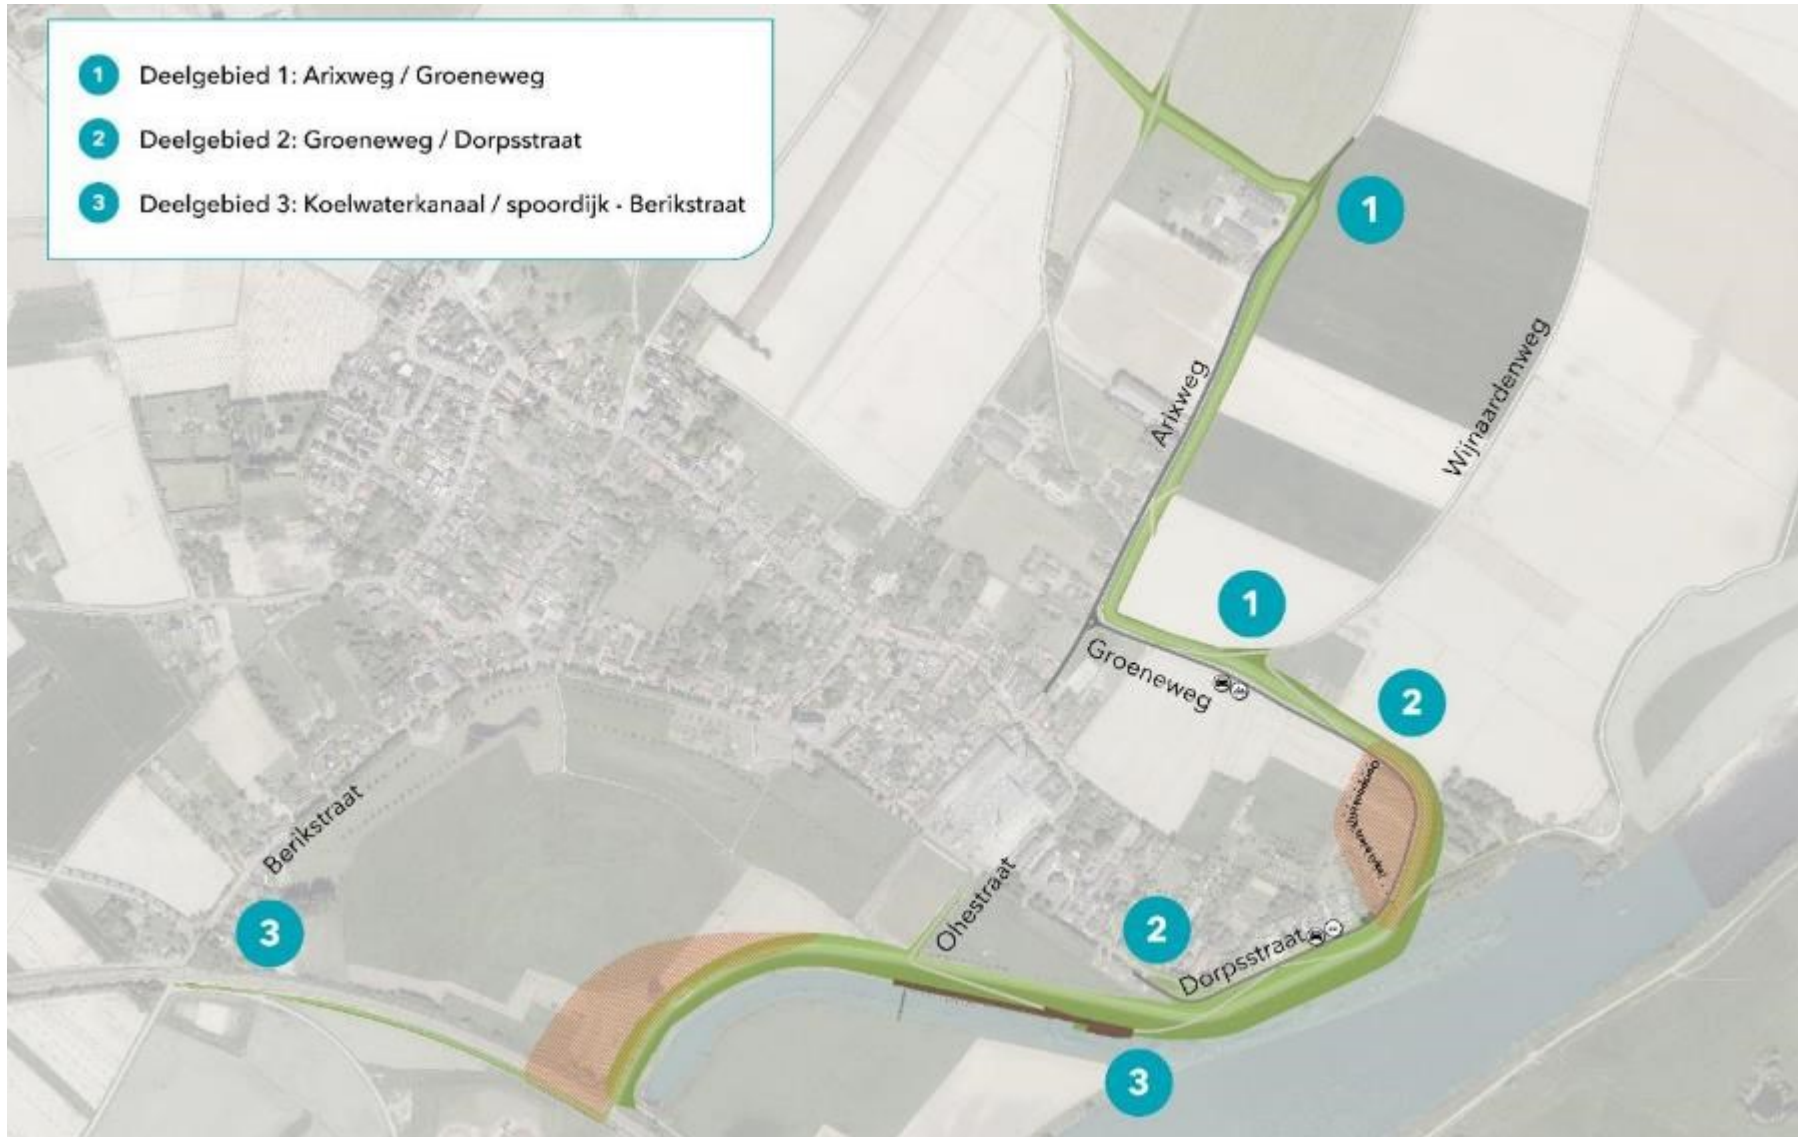 1 Deelgebied 1: Arixweg / Groeneweg
2 Deelgebied 2: Groeneweg / Dorpsstraat
3 Deelgebied 3: Koelwaterkanaal / spoordijk - Berikstraat
1
Arixweg
Wijnaardenweg
1
Groeneweg
2
Berikstraat
3
Ohestraat
2
Dorpsstraat
3